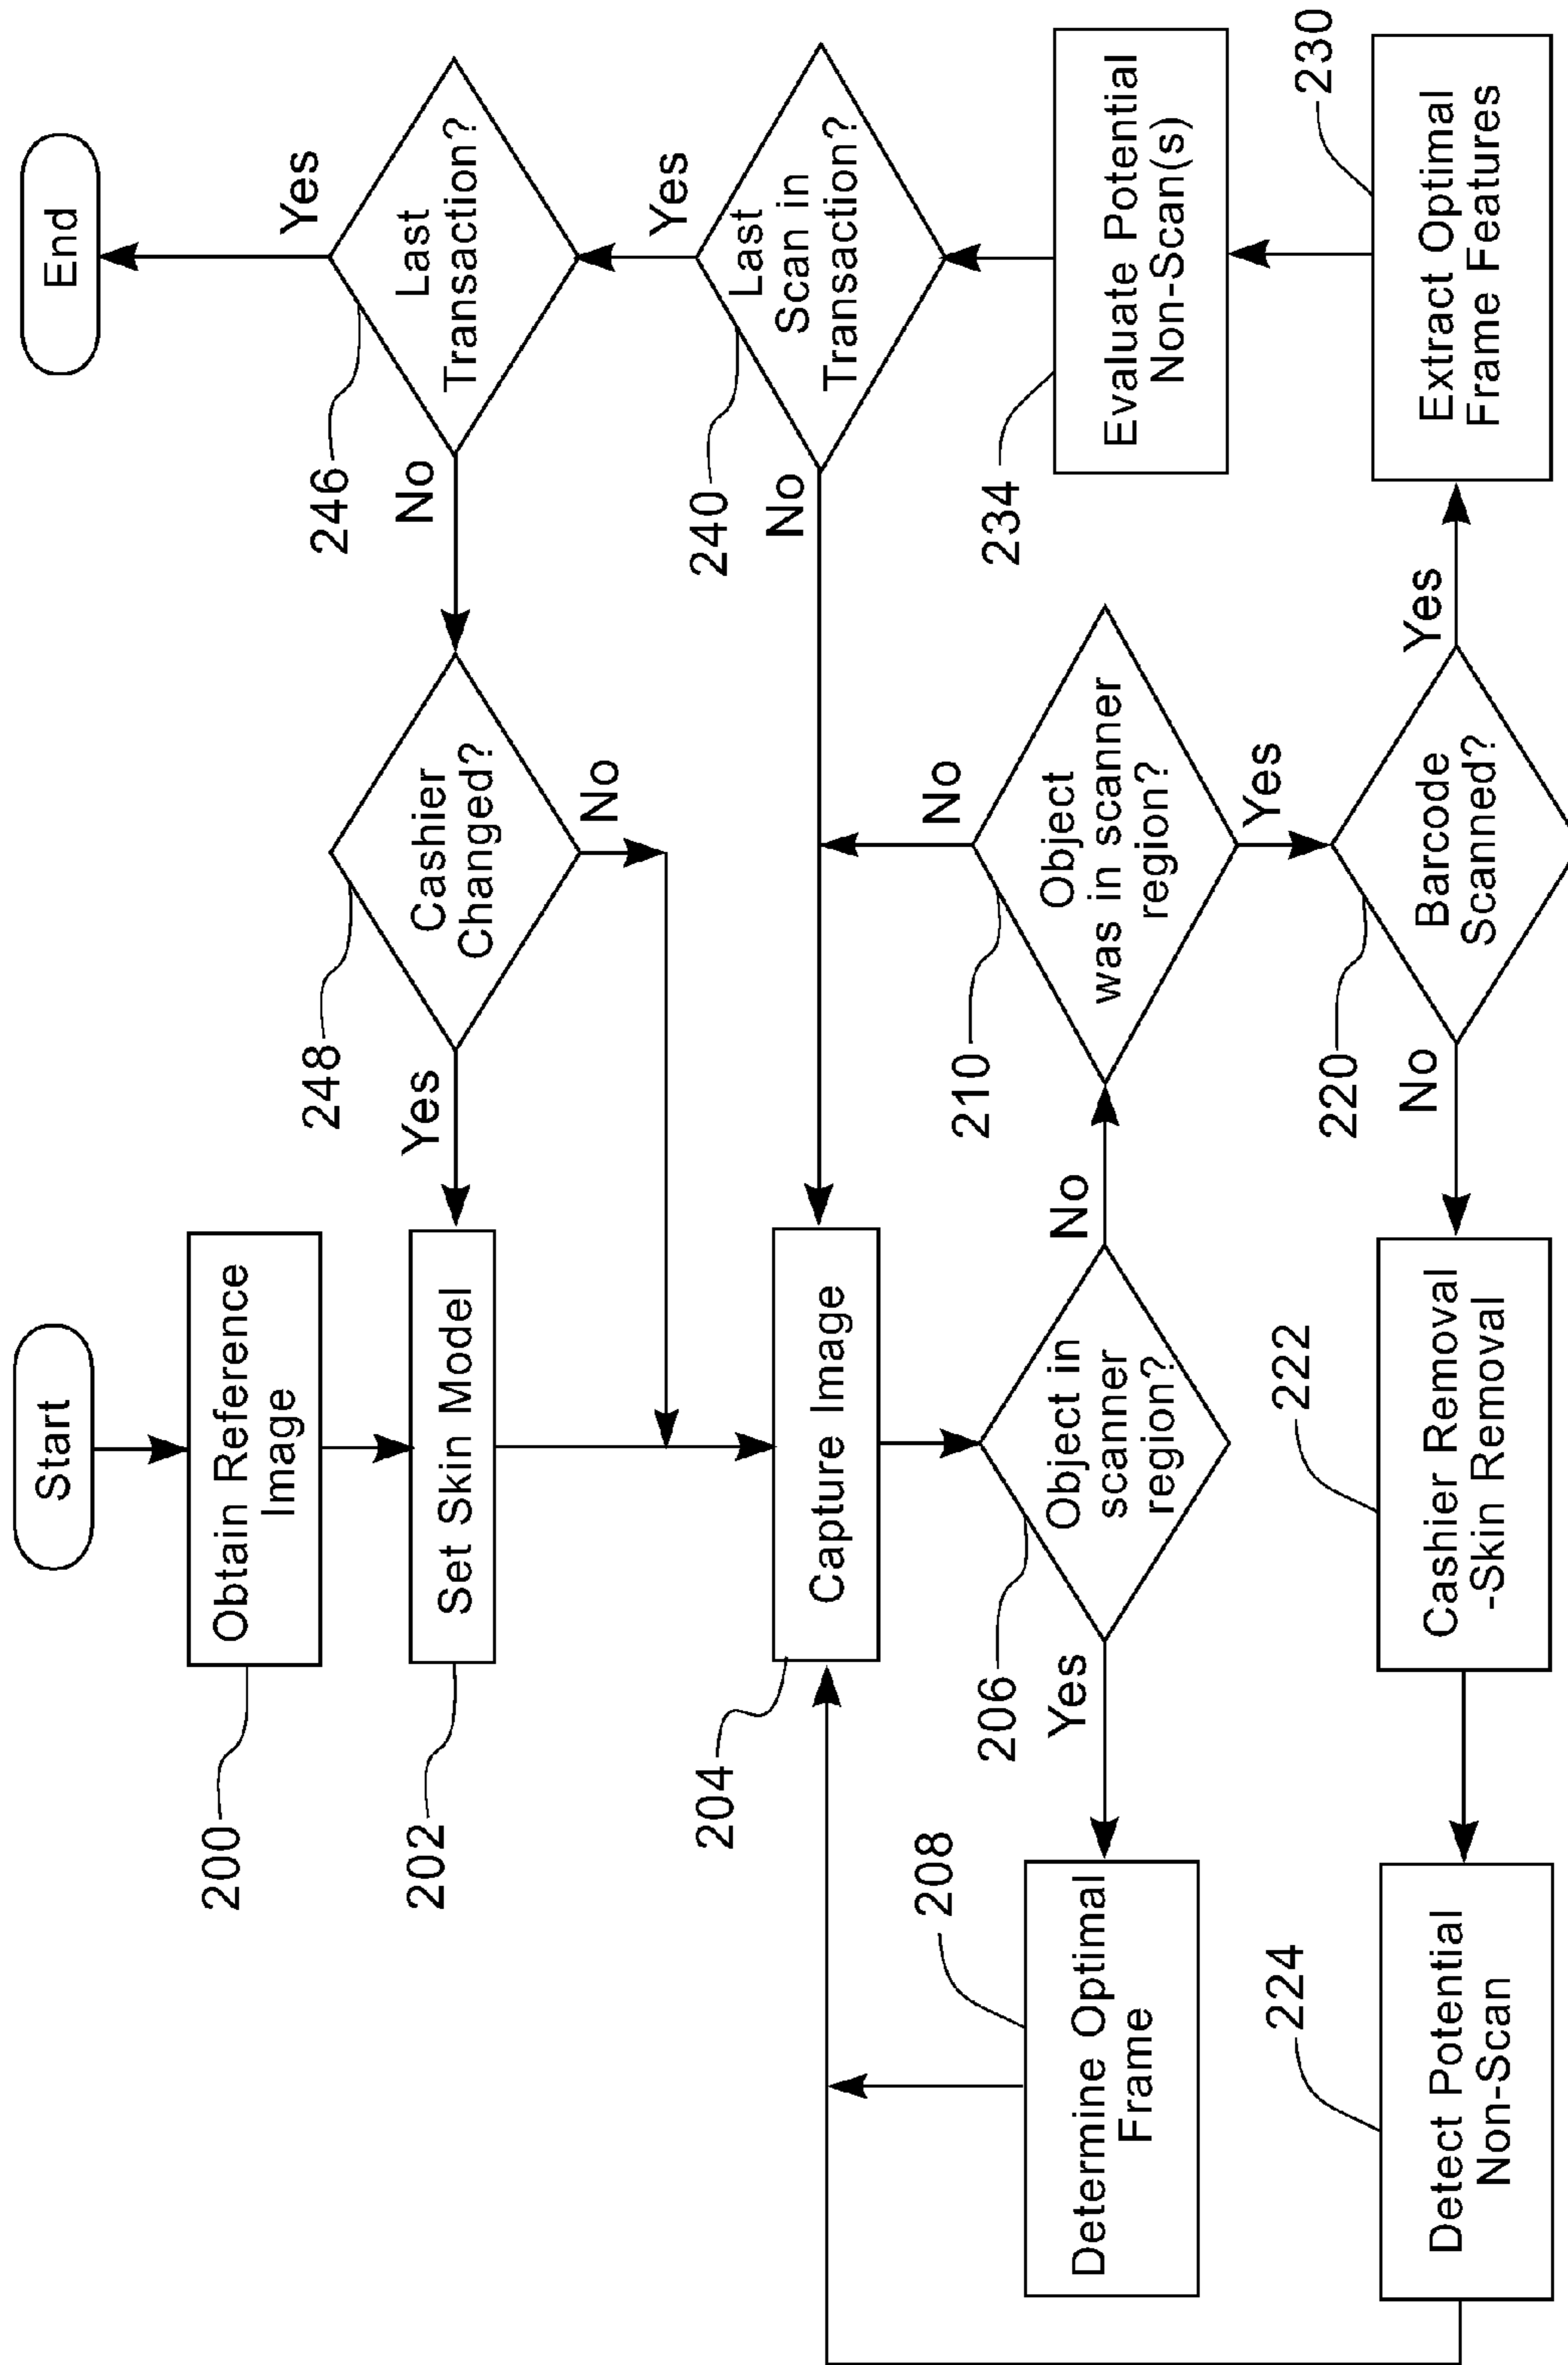 Start
200
Obtain Reference
Image
202
Set Skin Model
204
Capture Image
206
Object in
scanner
region?
Yes
No
208
Determine Optimal
Frame
210
Object
was in scanner
region?
No
Yes
220
Barcode
Scanned?
No
Yes
222
Cashier Removal
-Skin Removal
224
Detect Potential
Non-Scan
230
Extract Optimal
Frame Features
234
Evaluate Potential
Non-Scan(s)
240
Last
Scan in
Transaction?
No
Yes
246
Last
Transaction?
No
Yes
248
Cashier
Changed?
Yes
No
End